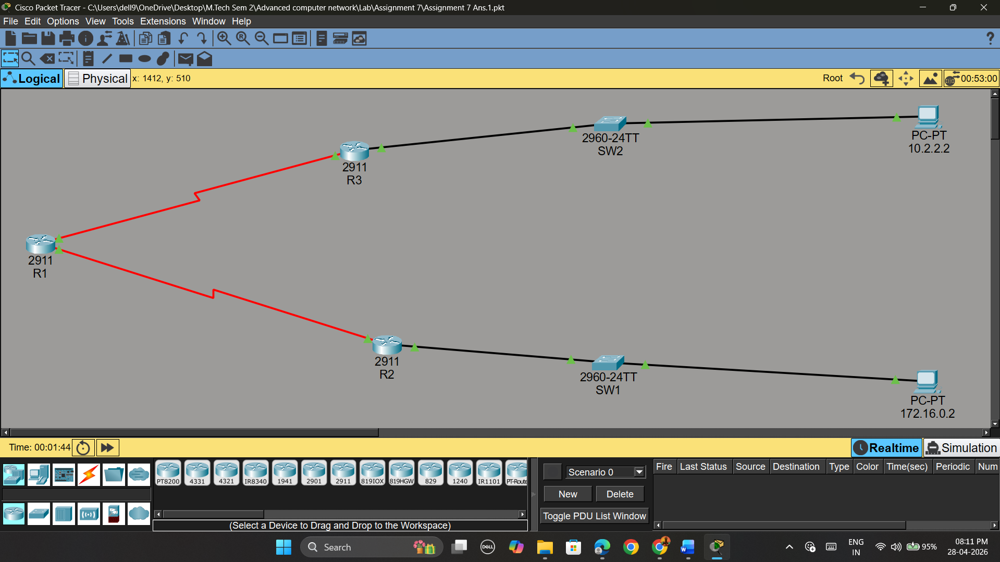 Cisco Packet Tracer - C:\Users\dell9\OneDrive\Desktop\M.Tech Sem 2\Advanced computer network\Lab\Assignment 7\Assignment 7 Ans.1.pkt
File Edit Options View Tools Extensions Window Help
?
Logical Physical x: 1412, y: 510 Root 00:53:00
2960-24TT
SW2
PC-PT
10.2.2.2
2911
R3
2911
R1
2911
R2
2960-24TT
SW1
PC-PT
172.16.0.2
Time: 00:01:44 Realtime Simulation
PT8200 4331 4321 IR8340 1941 2901 2911 819IOX 819HGW 829 1240 IR1101 PT-Route
Scenario 0
New Delete
Toggle PDU List Window
Fire Last Status Source Destination Type Color Time(sec) Periodic Num
(Select a Device to Drag and Drop to the Workspace)
Search
DELL
ENG
IN
95%
08:11 PM
28-04-2026